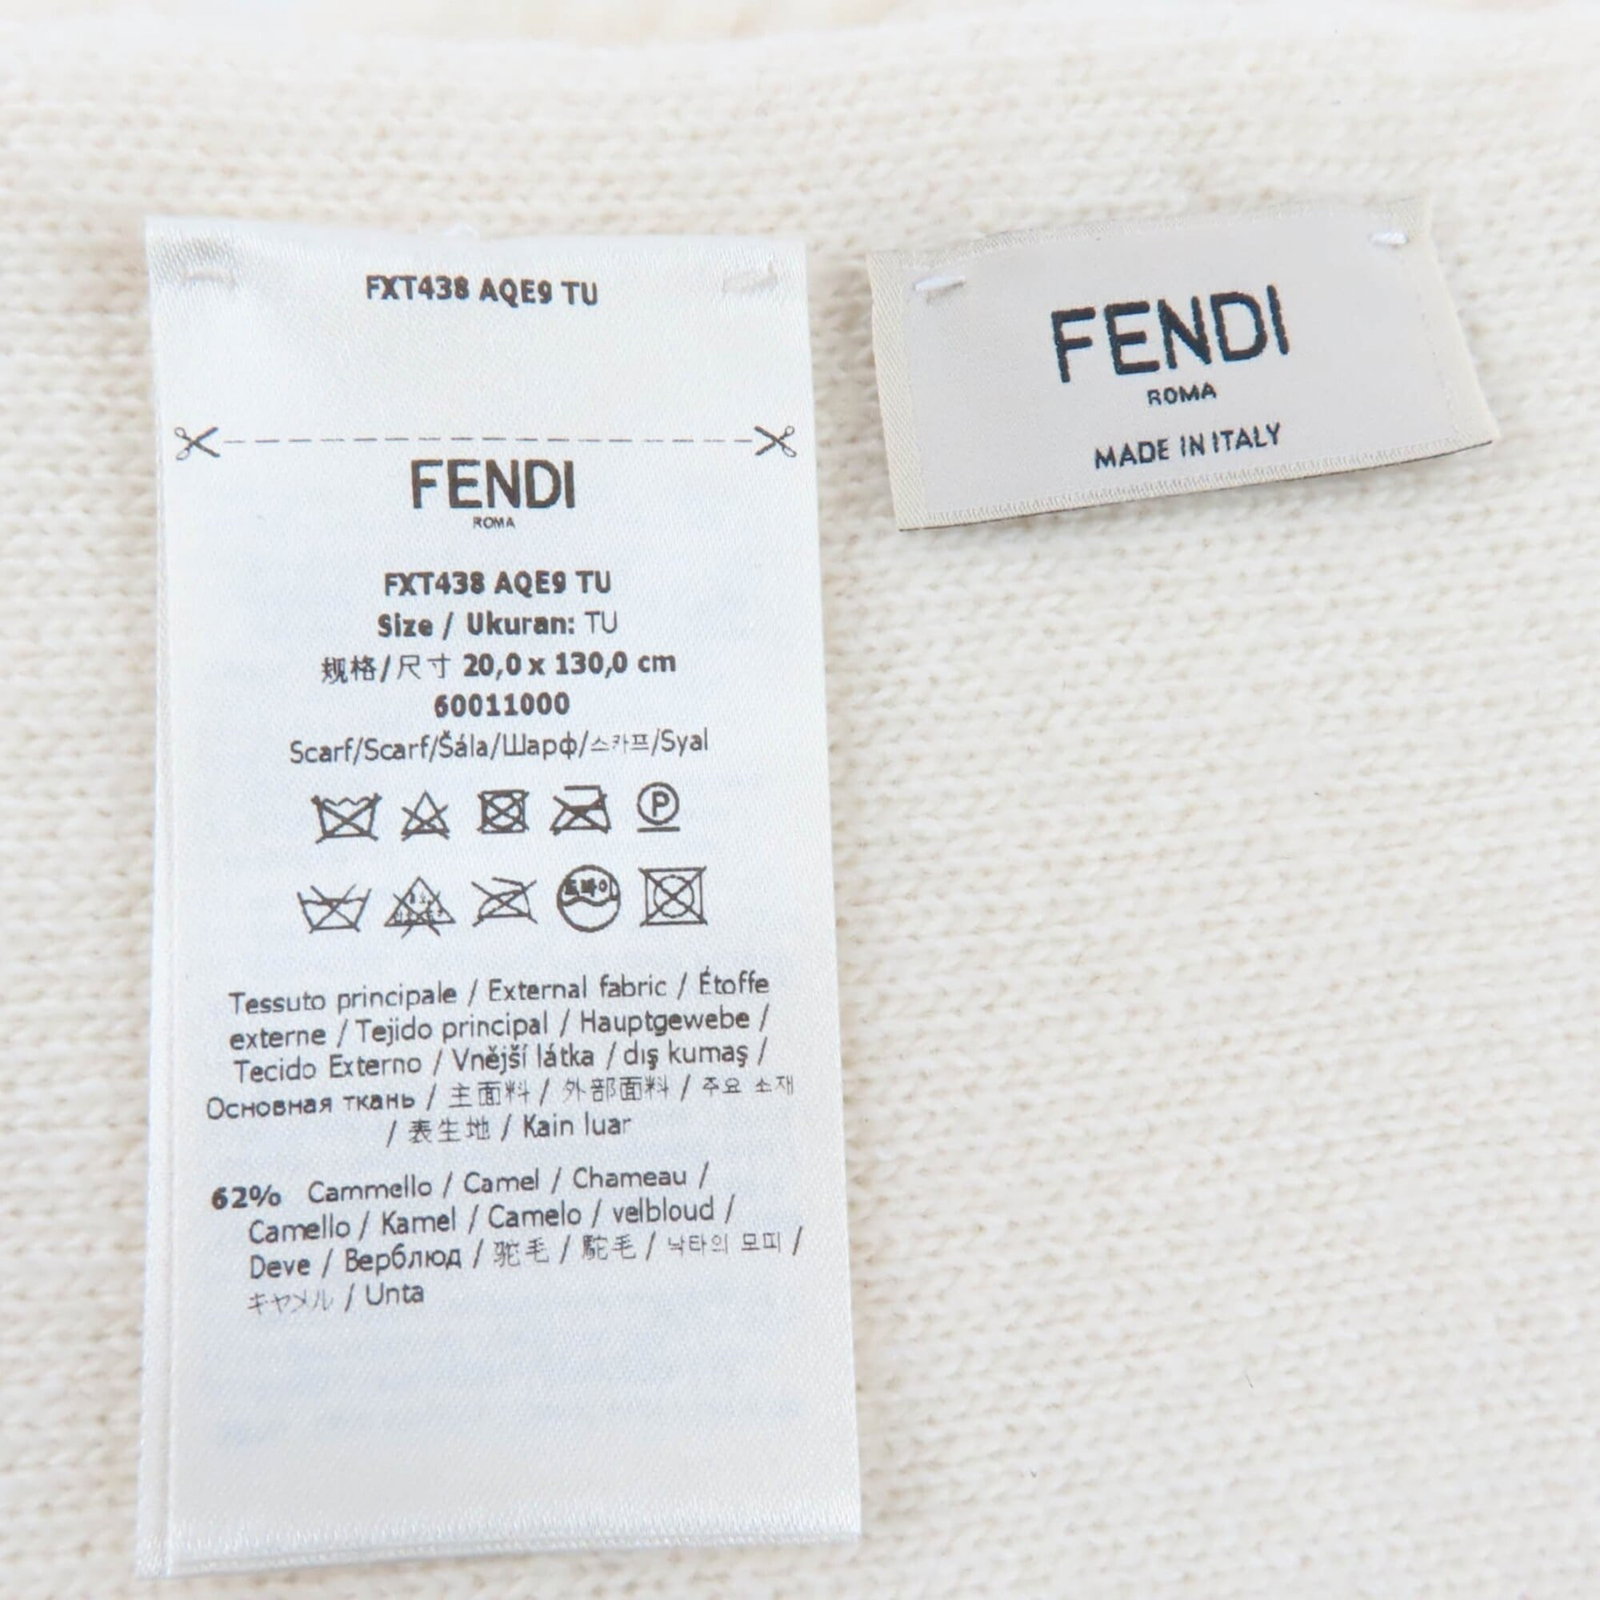 FXT438 AQE9 TU
FENDI
ROMA
FXT438 AQE9 TU
Size / Ukuran: TU
规格/尺寸 20,0 x 130,0 cm
60011000
Scarf/Scarf/Šála/Шарф/스카프/Syal
P
드라이
Tessuto principale / External fabric / Étoffe
externe / Tejido principal / Hauptgewebe /
Tecido Externo / Vnější látka / dış kumaş /
Основная ткань / 主面料 / 外部面料 / 주요 소재
/ 表生地 / Kain luar
62% Cammello / Camel / Chameau /
Camello / Kamel / Camelo / velbloud /
Deve / Верблюд / 驼毛 / 駝毛 / 낙타의 모피 /
キャメル / Unta
FENDI
ROMA
MADE IN ITALY